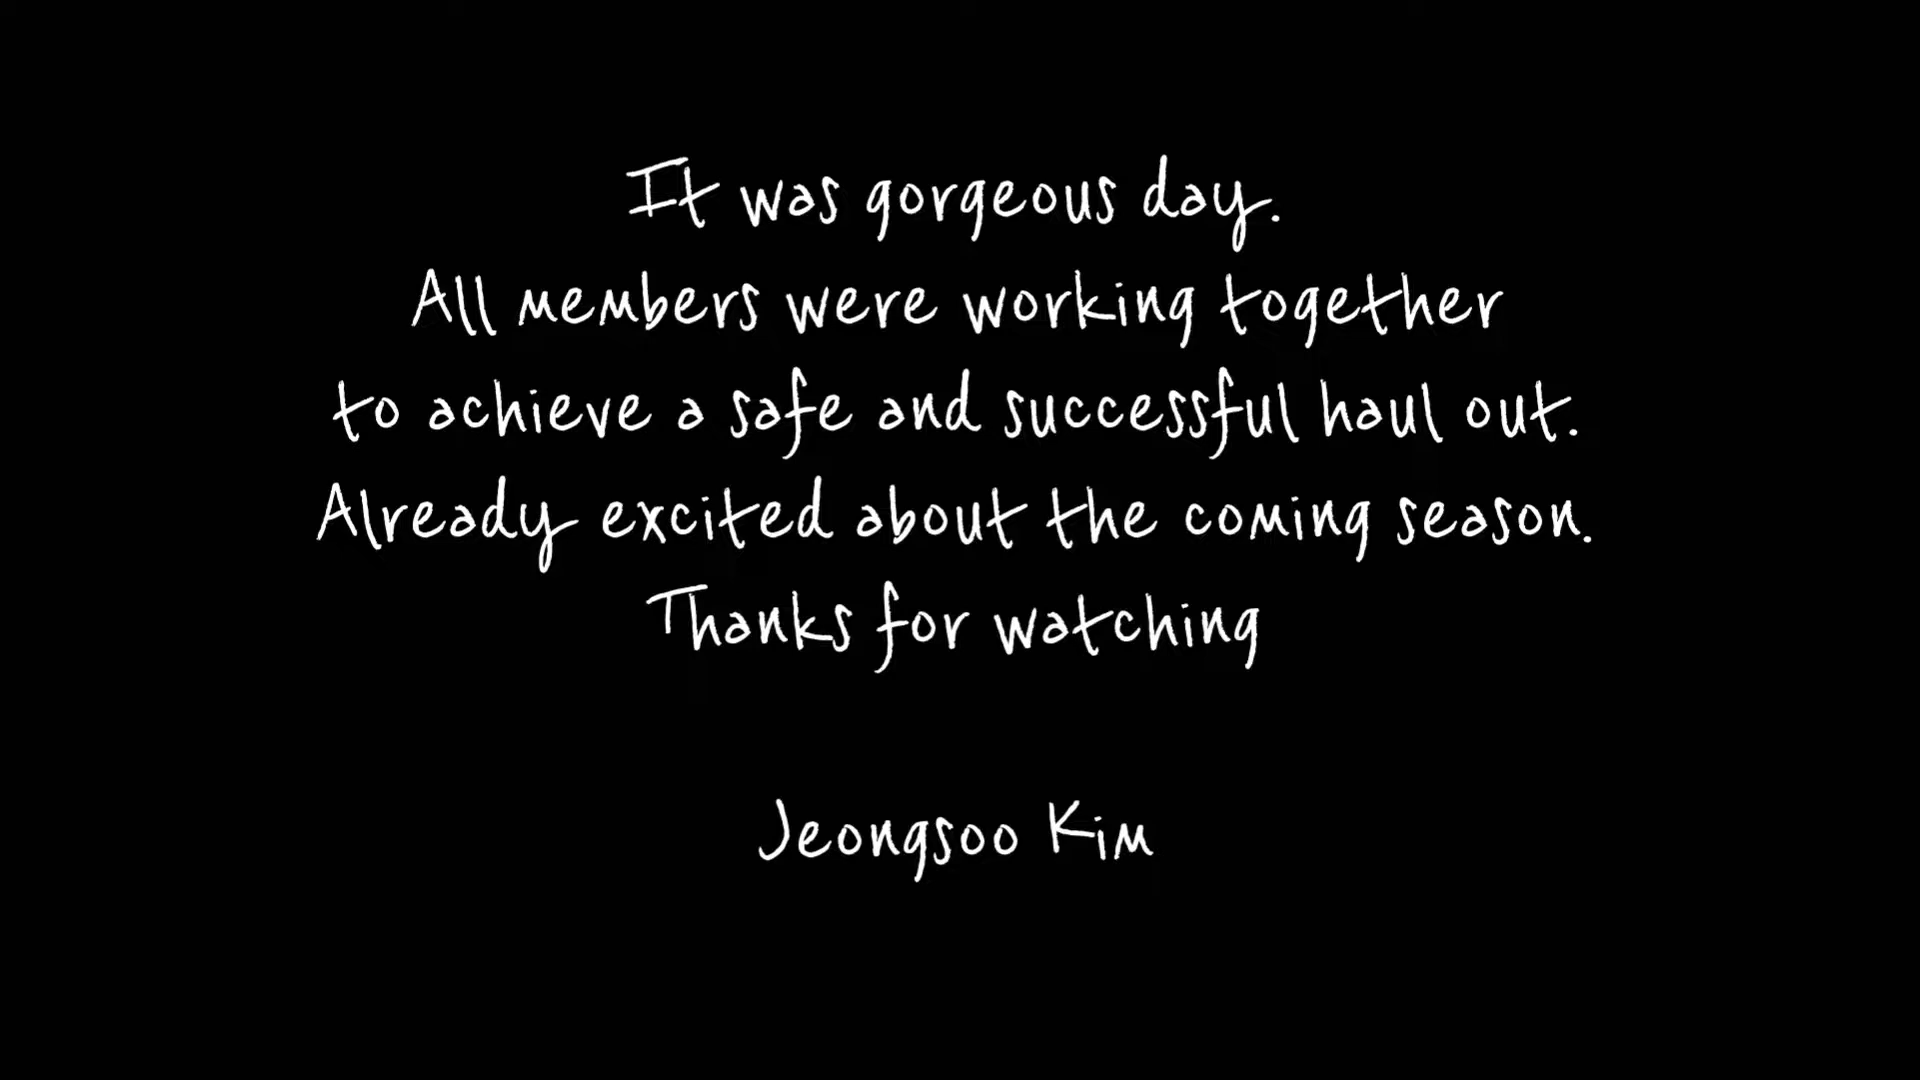 It was gorgeous day.
All members were working together
to achieve a safe and successful haul out.
Already excited about the coming season.
Thanks for watching
Jeongsoo Kim